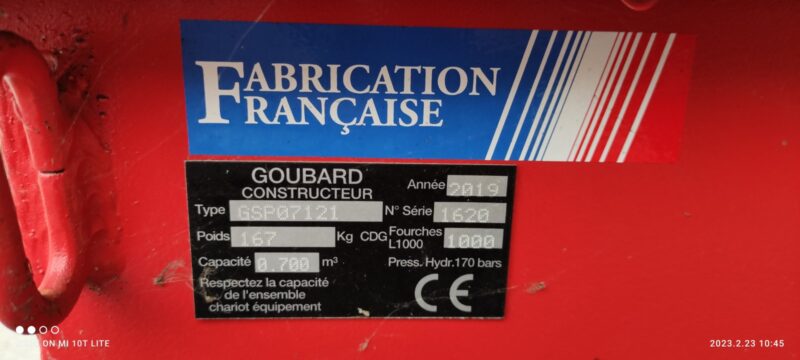 FABRICATION
FRANÇAISE
GOUBARD
CONSTRUCTEUR
Année 2019
Type GSP07121 N° Série 1620
Poids 167 Kg CDG Fourches L1000 1000
Capacité 0.700 m³ Press. Hydr.170 bars
Respectez la capacité
de l'ensemble
chariot équipement
CE
ON MI 10T LITE
2023.2.23 10:45